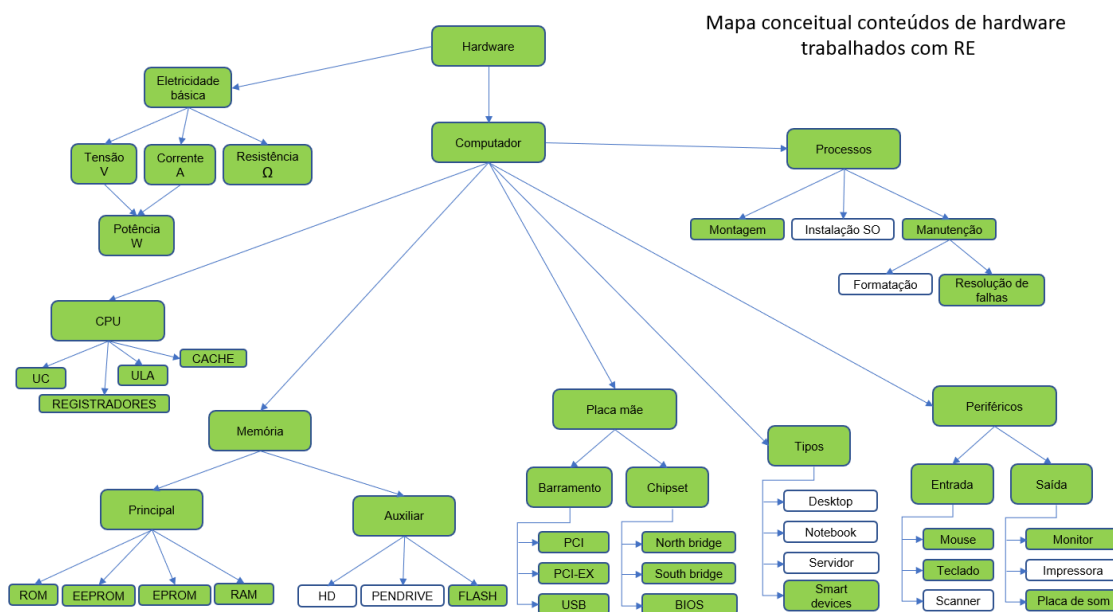 Mapa conceitual conteúdos de hardware
trabalhados com RE
Hardware
Eletricidade
básica
Tensão
V
Corrente
A
Resistência
Ω
Potência
W
Computador
Processos
Montagem
Instalação SO
Manutenção
Formatação
Resolução de
falhas
CPU
UC
REGISTRADORES
ULA
CACHE
Memória
Principal
ROM
EEPROM
EPROM
RAM
Auxiliar
HD
PENDRIVE
FLASH
Placa mãe
Barramento
PCI
PCI-EX
USB
Chipset
North bridge
South bridge
BIOS
Tipos
Desktop
Notebook
Servidor
Smart
devices
Periféricos
Entrada
Mouse
Teclado
Scanner
Saída
Monitor
Impressora
Placa de som